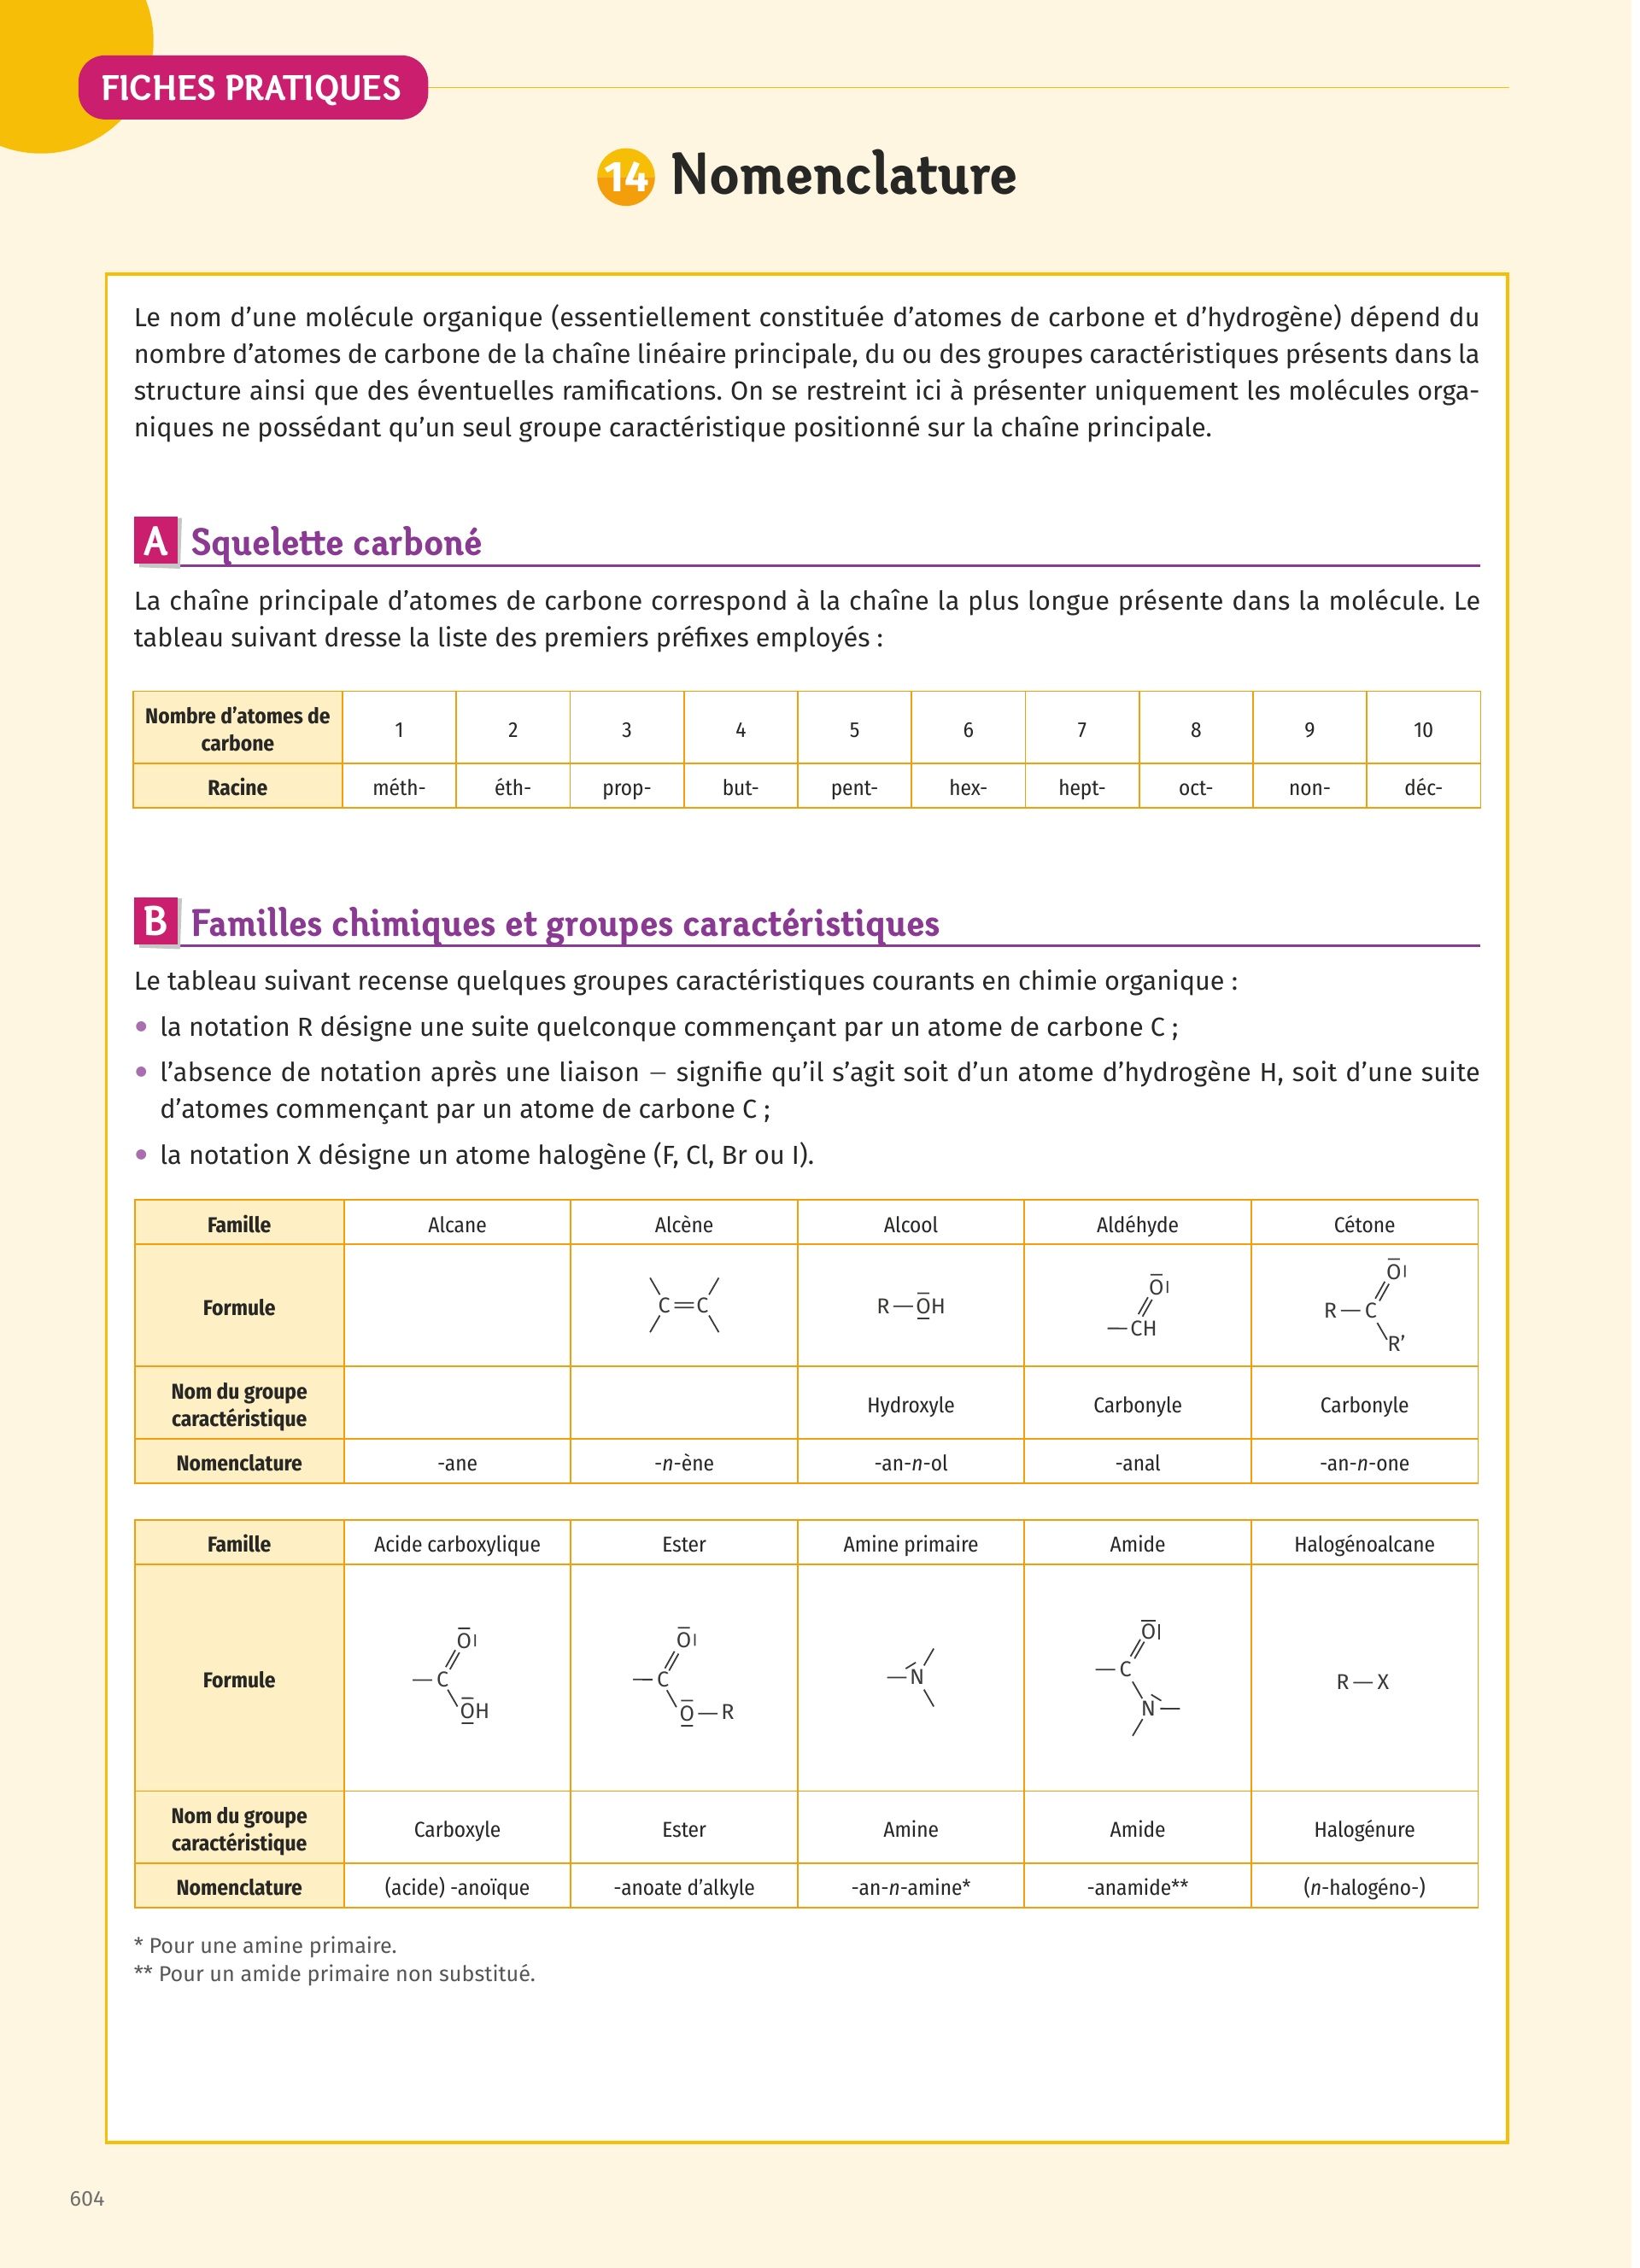 FICHES PRATIQUES
14 Nomenclature
Le nom d’une molécule organique (essentiellement constituée d’atomes de carbone et d’hydrogène) dépend du
nombre d’atomes de carbone de la chaîne linéaire principale, du ou des groupes caractéristiques présents dans la
structure ainsi que des éventuelles ramifications. On se restreint ici à présenter uniquement les molécules orga-
niques ne possédant qu’un seul groupe caractéristique positionné sur la chaîne principale.
A Squelette carboné
La chaîne principale d’atomes de carbone correspond à la chaîne la plus longue présente dans la molécule. Le
tableau suivant dresse la liste des premiers préfixes employés :
Nombre d’atomes de
carbone
1 2 3 4 5 6 7 8 9 10
Racine méth- éth- prop- but- pent- hex- hept- oct- non- déc-
B Familles chimiques et groupes caractéristiques
Le tableau suivant recense quelques groupes caractéristiques courants en chimie organique :
• la notation R désigne une suite quelconque commençant par un atome de carbone C ;
• l’absence de notation après une liaison – signifie qu’il s’agit soit d’un atome d’hydrogène H, soit d’une suite
d’atomes commençant par un atome de carbone C ;
• la notation X désigne un atome halogène (F, Cl, Br ou I).
Famille Alcane Alcène Alcool Aldéhyde Cétone
Formule
C=C
R—OH
O
—CH
O
R—C
R’
Nom du groupe
caractéristique
Hydroxyle Carbonyle Carbonyle
Nomenclature -ane -n-ène -an-n-ol -anal -an-n-one
Famille Acide carboxylique Ester Amine primaire Amide Halogénoalcane
Formule
O
—C
OH
O
—C
O—R
—N
O
—C
N—
R—X
Nom du groupe
caractéristique
Carboxyle Ester Amine Amide Halogénure
Nomenclature (acide) -anoïque -anoate d’alkyle -an-n-amine* -anamide** (n-halogéno-)
* Pour une amine primaire.
** Pour un amide primaire non substitué.
604